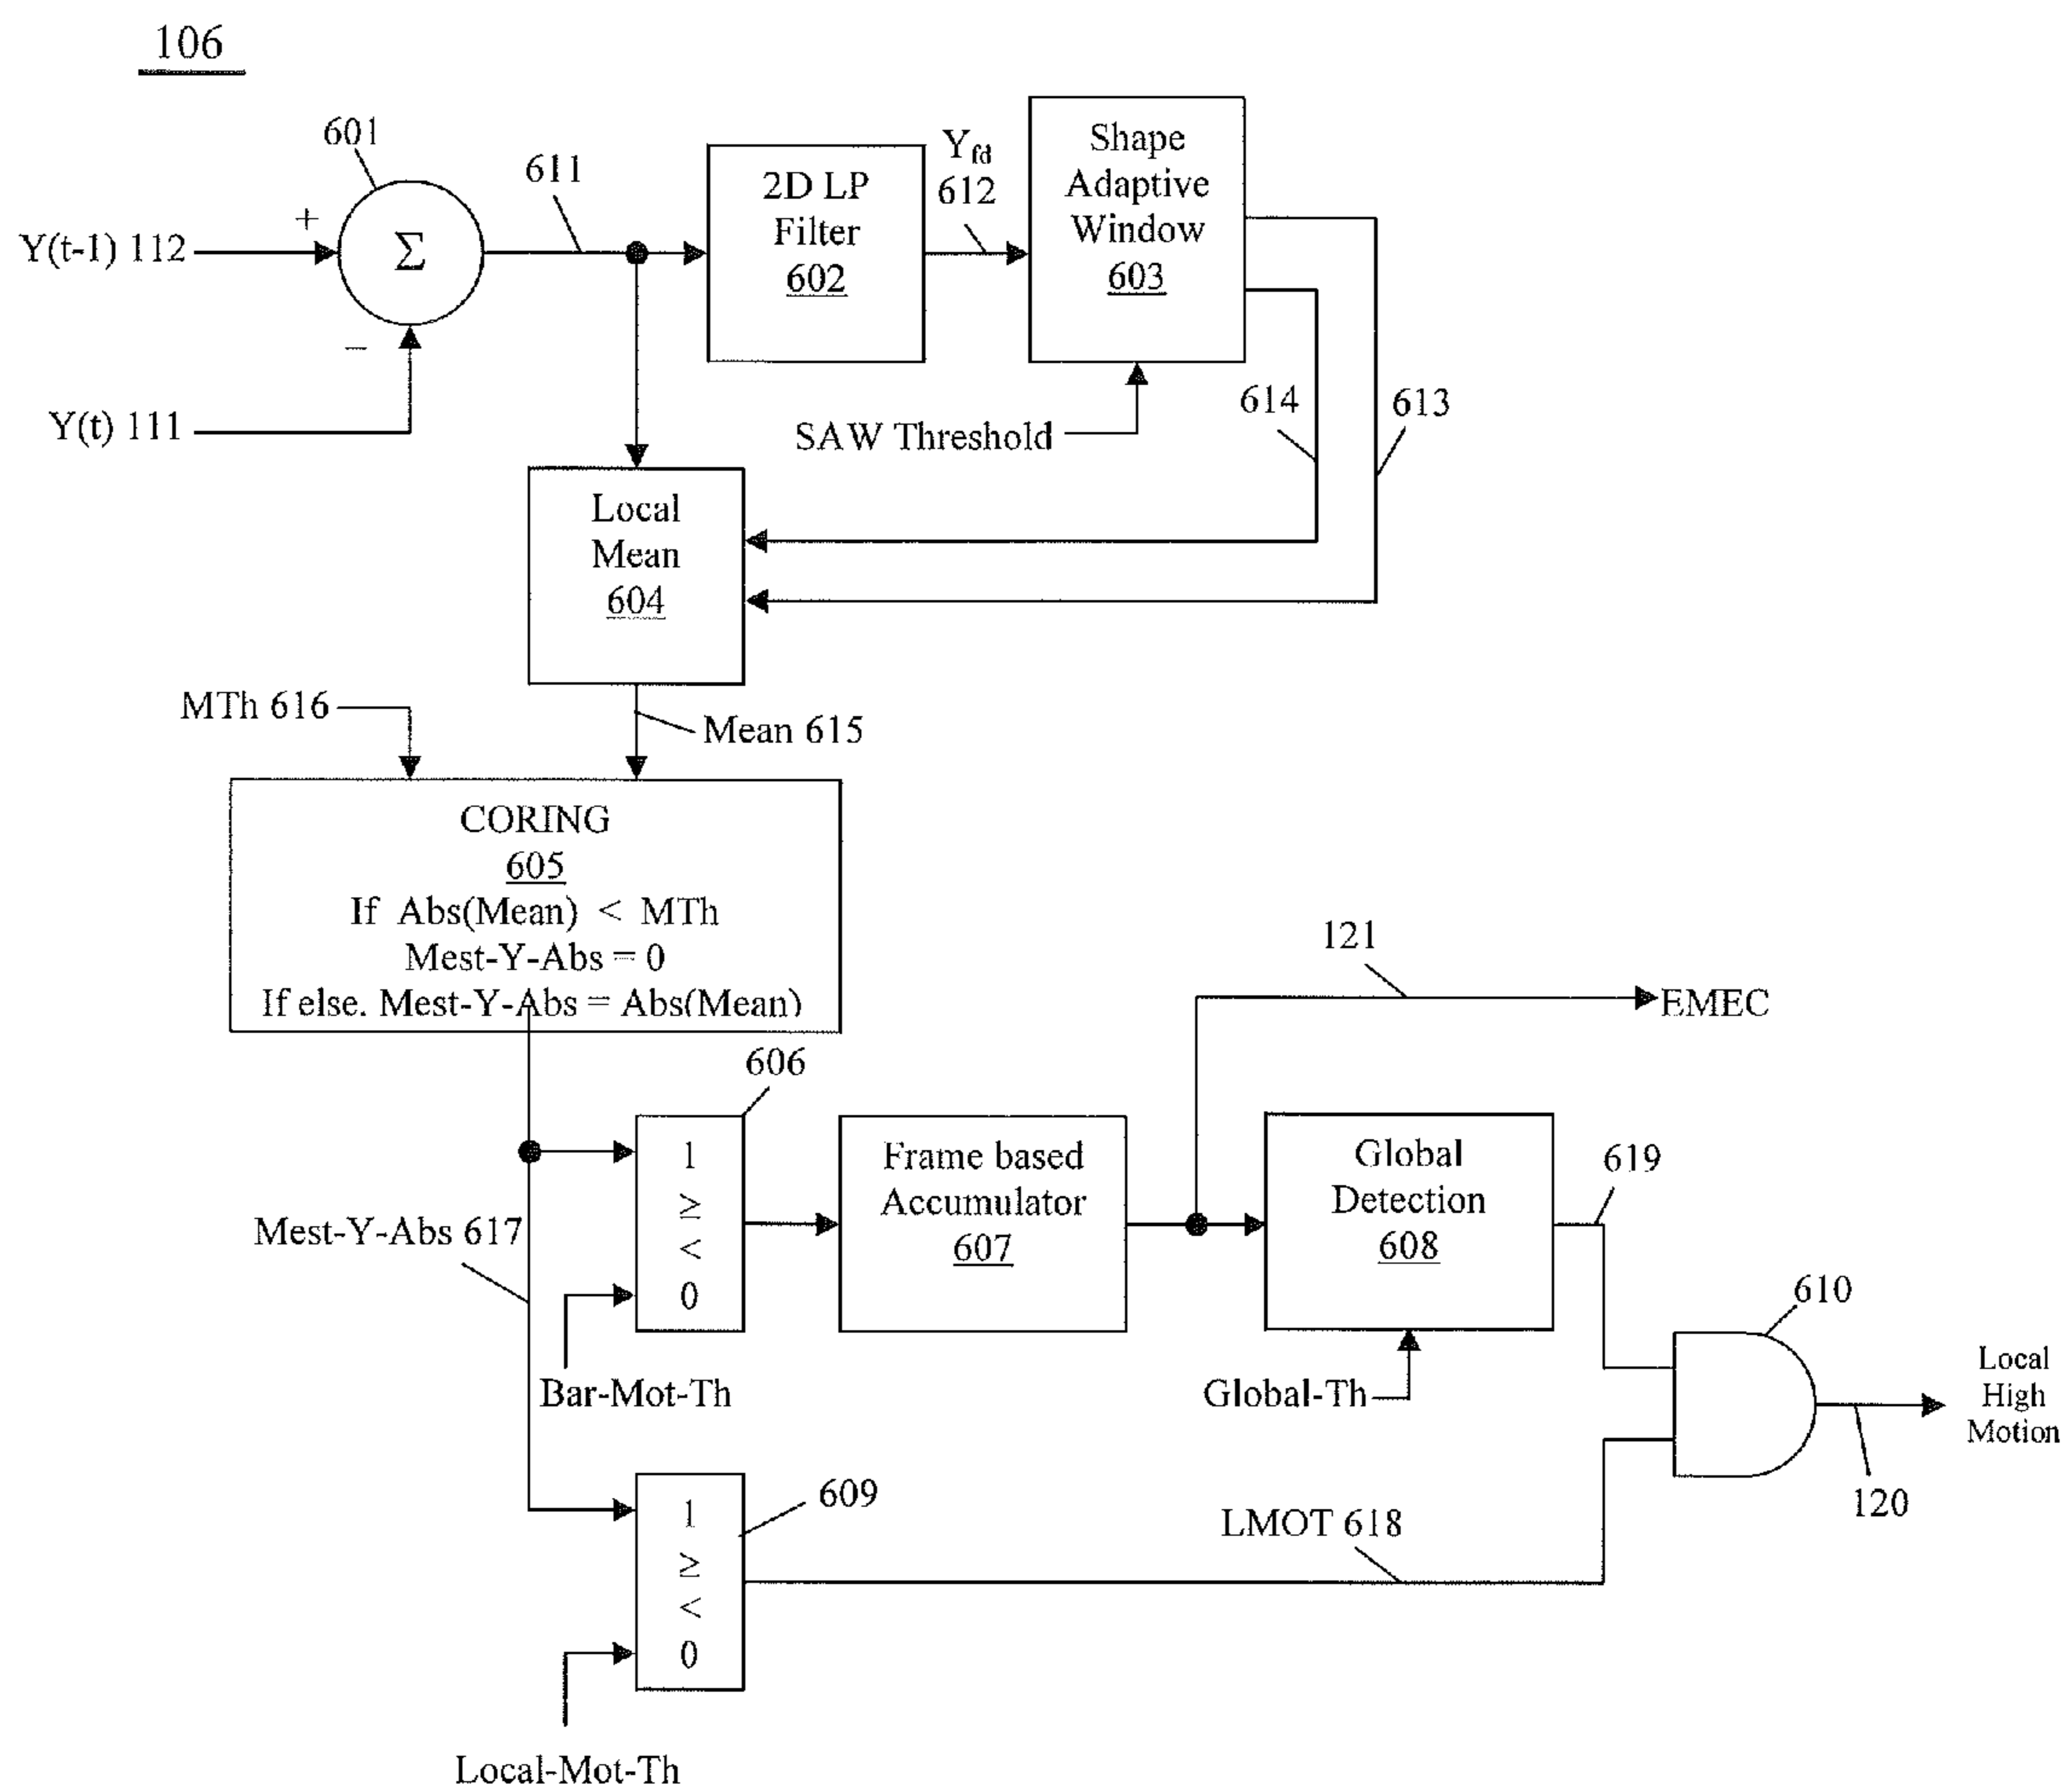 106
601
611
+
Σ
−
Y(t-1) 112
Y(t) 111
2D LP
Filter
602
Yfd
612
Shape
Adaptive
Window
603
SAW Threshold
614
613
Local
Mean
604
MTh 616
Mean 615
CORING
605
If Abs(Mean) < MTh
Mest-Y-Abs = 0
If else. Mest-Y-Abs = Abs(Mean)
121
EMEC
606
1
≥
<
0
Frame based
Accumulator
607
Global
Detection
608
619
Mest-Y-Abs 617
Bar-Mot-Th
Global-Th
610
Local
High
Motion
120
609
1
≥
<
0
LMOT 618
Local-Mot-Th